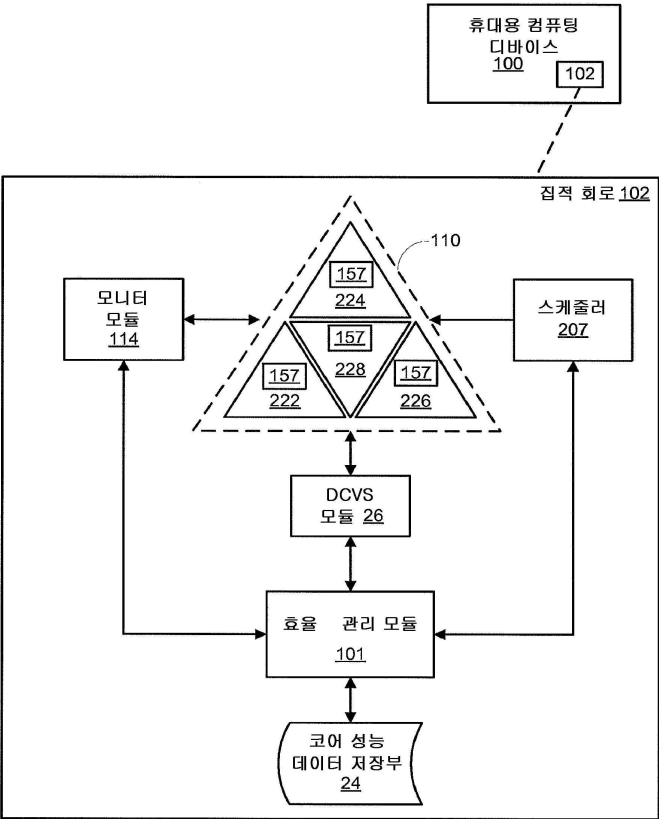 휴대용 컴퓨팅
디바이스
100
102
집적 회로 102
110
157
224
모니터
모듈
114
스케줄러
207
157
228
157
222
157
226
DCVS
모듈 26
효율 관리 모듈
101
코어 성능
데이터 저장부
24